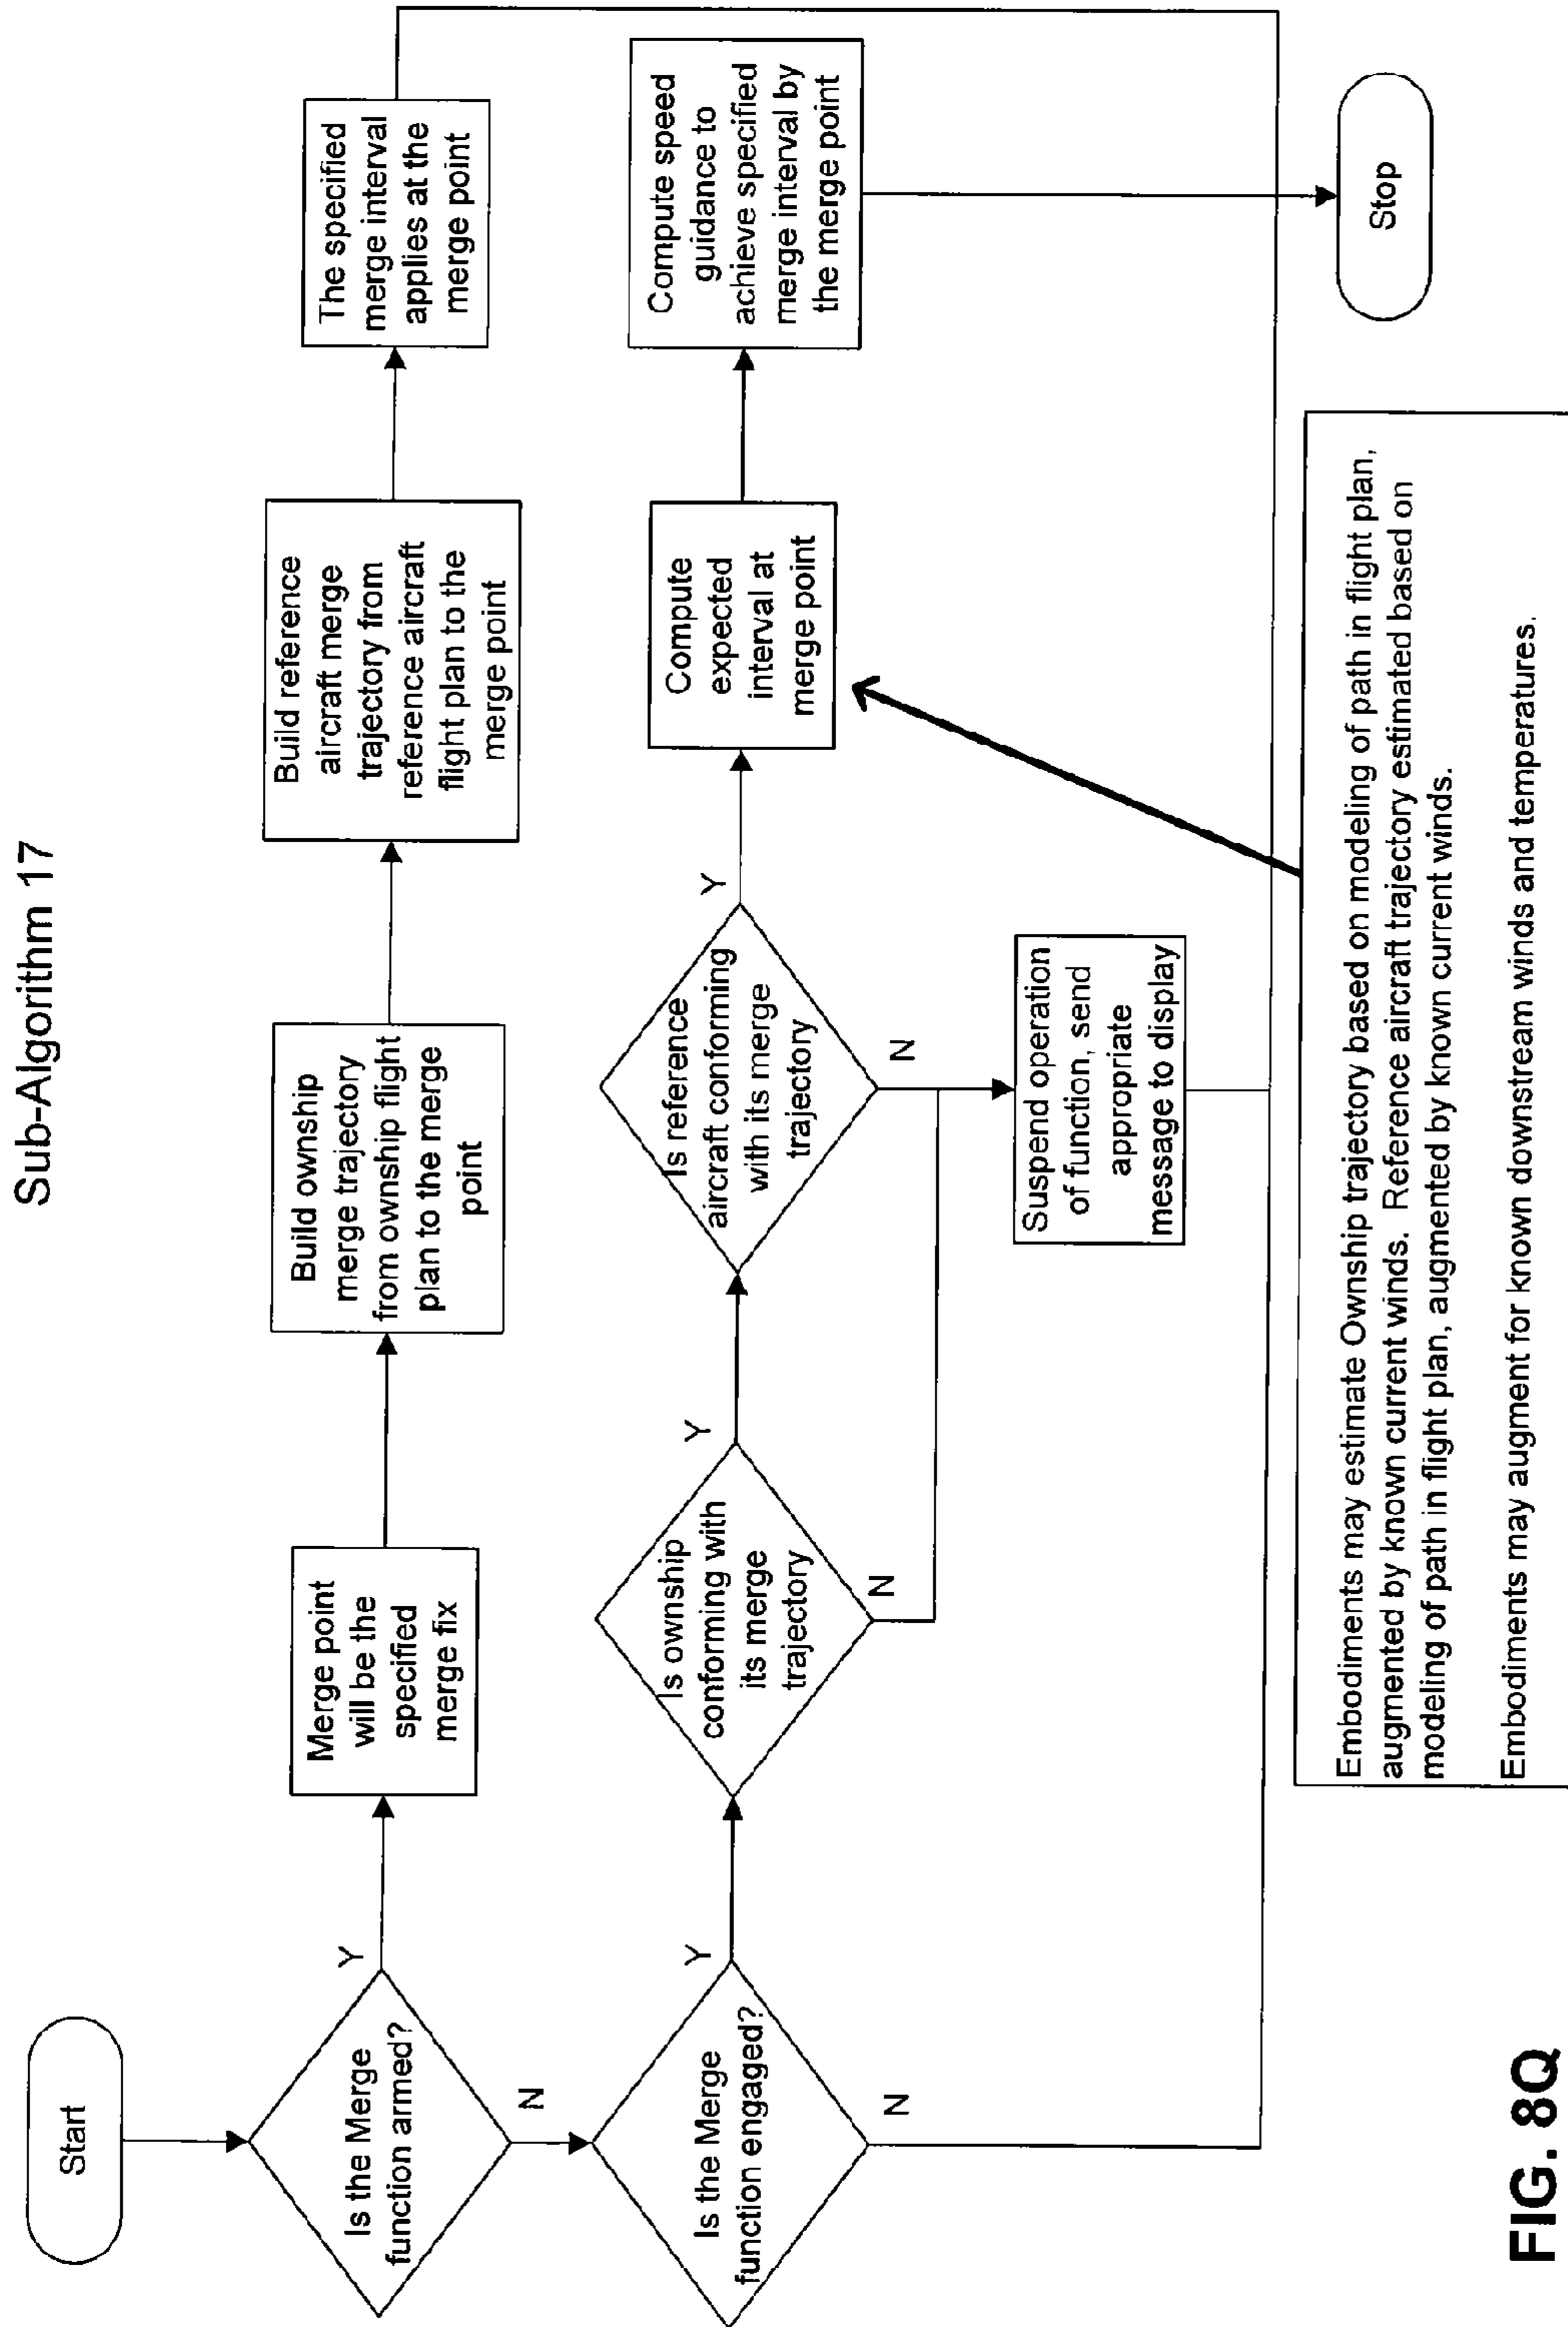 Sub-Algorithm 17
Start
Is the Merge
function armed?
Y
N
Merge point
will be the
specified
merge fix
Build ownship
merge trajectory
from ownship flight
plan to the merge
point
Build reference
aircraft merge
trajectory from
reference aircraft
flight plan to the
merge point
The specified
merge interval
applies at the
merge point
Is the Merge
function engaged?
Y
N
Is ownship
conforming with
its merge
trajectory
Y
N
Is reference
aircraft conforming
with its merge
trajectory
Y
N
Compute
expected
interval at
merge point
Compute speed
guidance to
achieve specified
merge interval by
the merge point
Suspend operation
of function, send
appropriate
message to display
Stop
Embodiments may estimate Ownship trajectory based on modeling of path in flight plan,
augmented by known current winds. Reference aircraft trajectory estimated based on
modeling of path in flight plan, augmented by known current winds.
Embodiments may augment for known downstream winds and temperatures.
FIG. 8Q